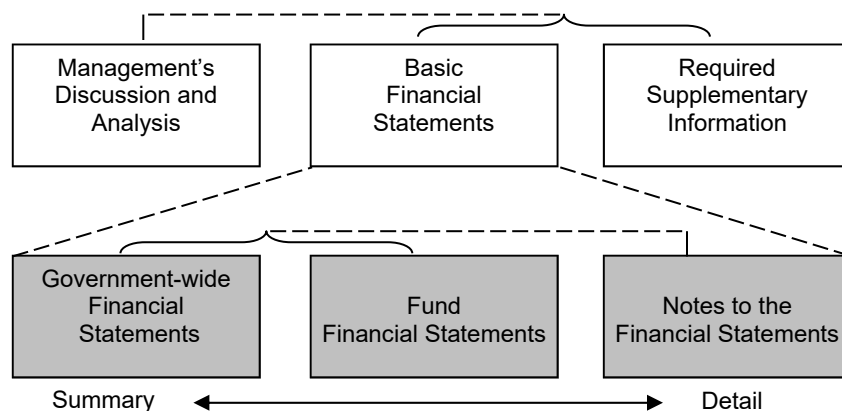 Management’s
Discussion and
Analysis
Basic
Financial
Statements
Required
Supplementary
Information
Government-wide
Financial
Statements
Fund
Financial Statements
Notes to the
Financial Statements
Summary
Detail